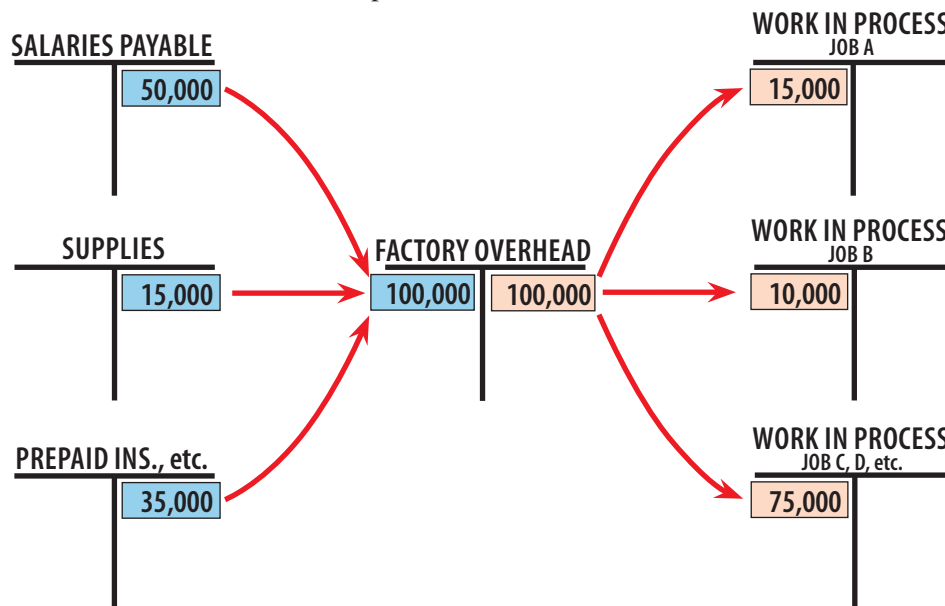 SALARIES PAYABLE
50,000
SUPPLIES
15,000
PREPAID INS., etc.
35,000
FACTORY OVERHEAD
100,000 100,000
WORK IN PROCESS
JOB A
15,000
WORK IN PROCESS
JOB B
10,000
WORK IN PROCESS
JOB C, D, etc.
75,000